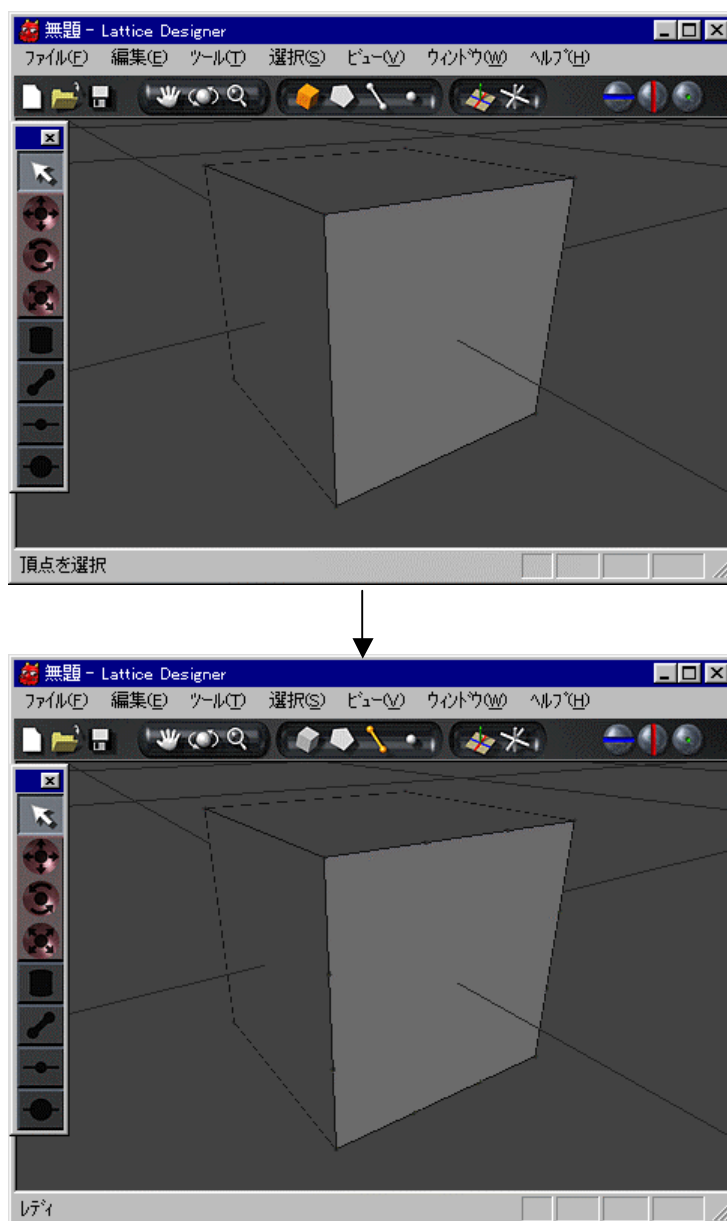 無題 - Lattice Designer
ﾌｧｲﾙ(F) 編集(E) ﾂｰﾙ(T) 選択(S) ﾋﾞｭｰ(V) ｳｨﾝﾄﾞｳ(W) ﾍﾙﾌﾟ(H)
頂点を選択
無題 - Lattice Designer
ﾌｧｲﾙ(F) 編集(E) ﾂｰﾙ(T) 選択(S) ﾋﾞｭｰ(V) ｳｨﾝﾄﾞｳ(W) ﾍﾙﾌﾟ(H)
ﾚﾃﾞｨ